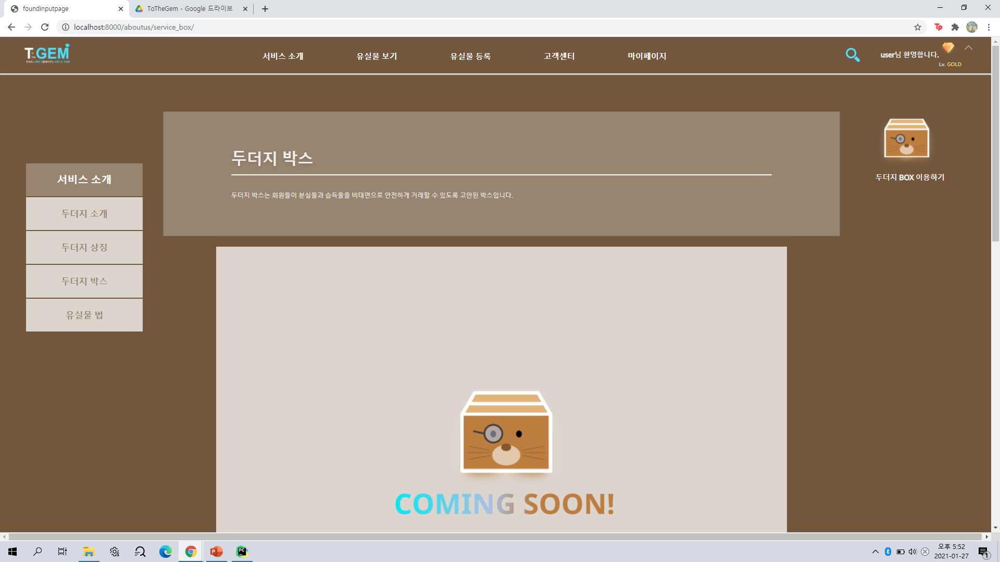 foundinputpage
ToTheGem - Google 드라이브
localhost:8000/aboutus/service_box/
T THE GEM
서비스 소개
유실물 보기
유실물 등록
고객센터
마이페이지
user님 환영합니다.
Lv. GOLD
두더지 박스
두더지 박스는 회원들이 분실물과 습득물을 비대면으로 안전하게 거래할 수 있도록 고안된 박스입니다.
두더지 BOX 이용하기
서비스 소개
두더지 소개
두더지 상징
두더지 박스
유실물 법
COMING SOON!
오후 5:52
2021-01-27
1